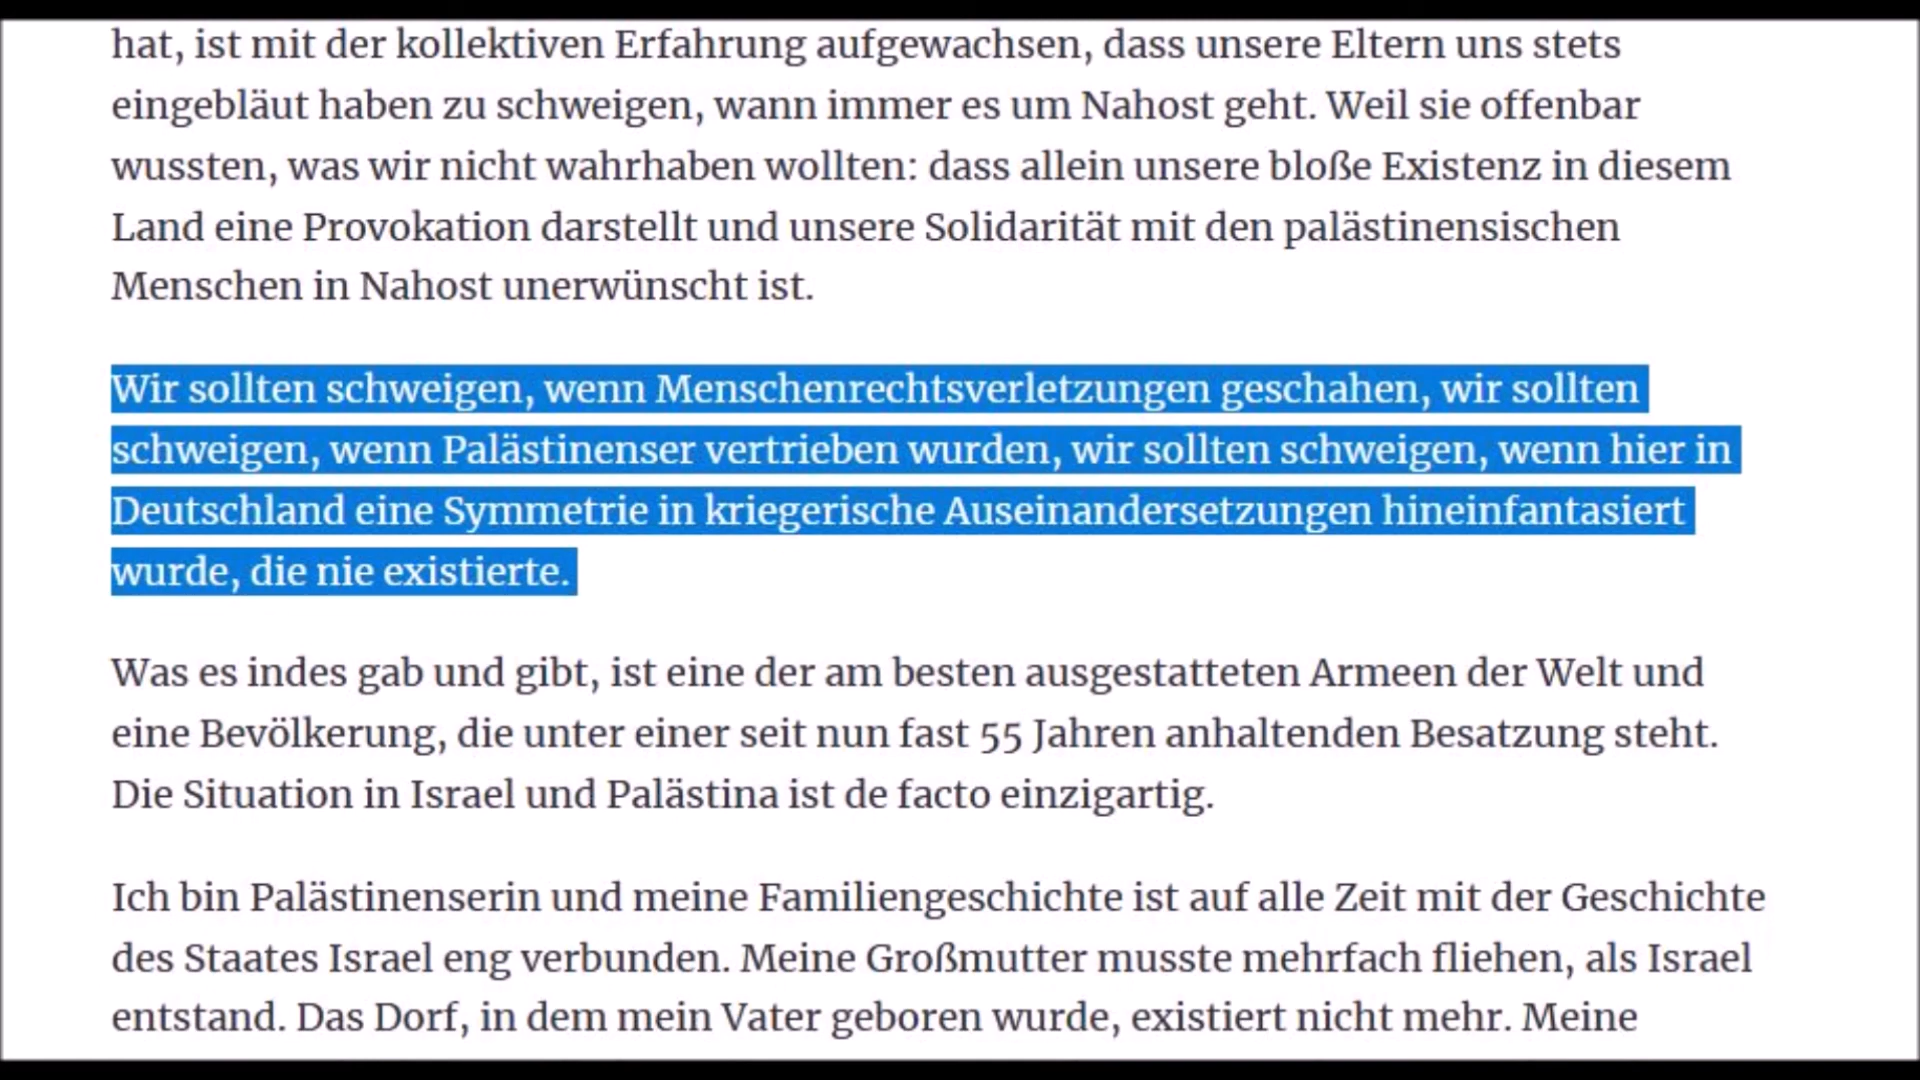 hat, ist mit der kollektiven Erfahrung aufgewachsen, dass unsere Eltern uns stets
eingebläut haben zu schweigen, wann immer es um Nahost geht. Weil sie offenbar
wussten, was wir nicht wahrhaben wollten: dass allein unsere bloße Existenz in diesem
Land eine Provokation darstellt und unsere Solidarität mit den palästinensischen
Menschen in Nahost unerwünscht ist.
Wir sollten schweigen, wenn Menschenrechtsverletzungen geschahen, wir sollten
schweigen, wenn Palästinenser vertrieben wurden, wir sollten schweigen, wenn hier in
Deutschland eine Symmetrie in kriegerische Auseinandersetzungen hineinfantasiert
wurde, die nie existierte.
Was es indes gab und gibt, ist eine der am besten ausgestatteten Armeen der Welt und
eine Bevölkerung, die unter einer seit nun fast 55 Jahren anhaltenden Besatzung steht.
Die Situation in Israel und Palästina ist de facto einzigartig.
Ich bin Palästinenserin und meine Familiengeschichte ist auf alle Zeit mit der Geschichte
des Staates Israel eng verbunden. Meine Großmutter musste mehrfach fliehen, als Israel
entstand. Das Dorf, in dem mein Vater geboren wurde, existiert nicht mehr. Meine